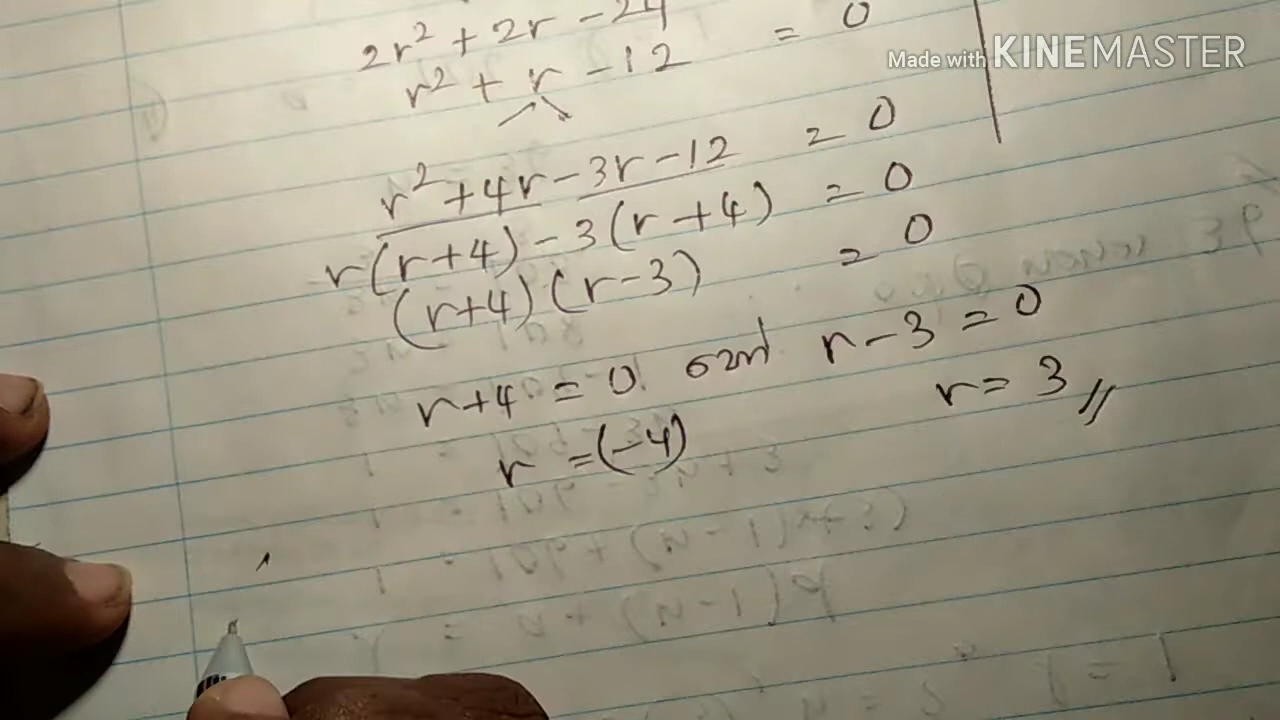 Made with KINEMASTER
2r² + 2r - 24
r² + r - 12 = 0
r² + 4r - 3r - 12 = 0
r(r+4) - 3(r+4) = 0
(r+4)(r-3) = 0
r+4 = 0 හෝ r-3 = 0
r = (-4) r = 3 //